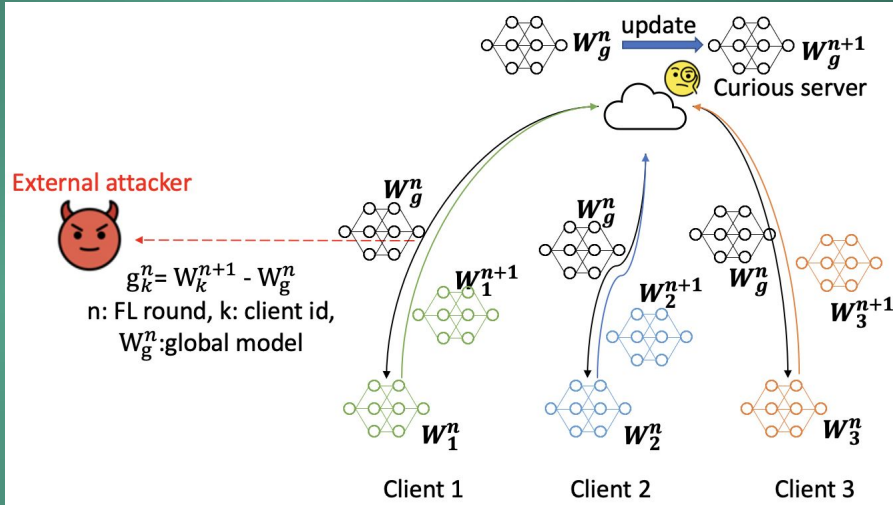 W_g^n update W_g^{n+1}
Curious server
External attacker
W_g^n
W_g^n
W_g^n
g_k^n= W_k^{n+1} - W_g^n
n: FL round, k: client id,
W_g^n:global model
W_1^{n+1}
W_2^{n+1}
W_3^{n+1}
W_1^n
W_2^n
W_3^n
Client 1
Client 2
Client 3